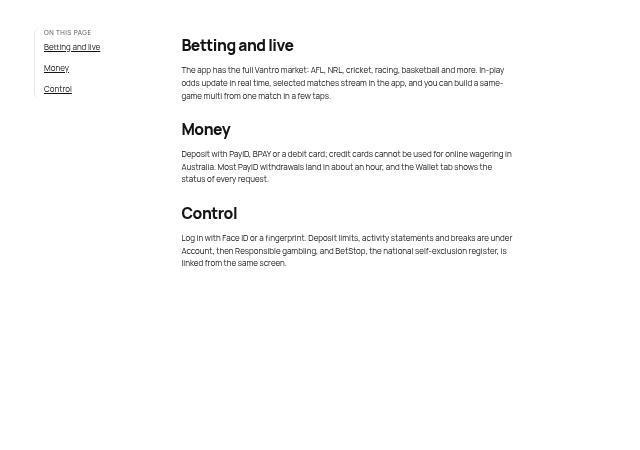 ON THIS PAGE
Betting and live
Money
Control
Betting and live
The app has the full Vantro market: AFL, NRL, cricket, racing, basketball and more. In-play
odds update in real time, selected matches stream in the app, and you can build a same-
game multi from one match in a few taps.
Money
Deposit with PayID, BPAY or a debit card; credit cards cannot be used for online wagering in
Australia. Most PayID withdrawals land in about an hour, and the Wallet tab shows the
status of every request.
Control
Log in with Face ID or a fingerprint. Deposit limits, activity statements and breaks are under
Account, then Responsible gambling, and BetStop, the national self-exclusion register, is
linked from the same screen.